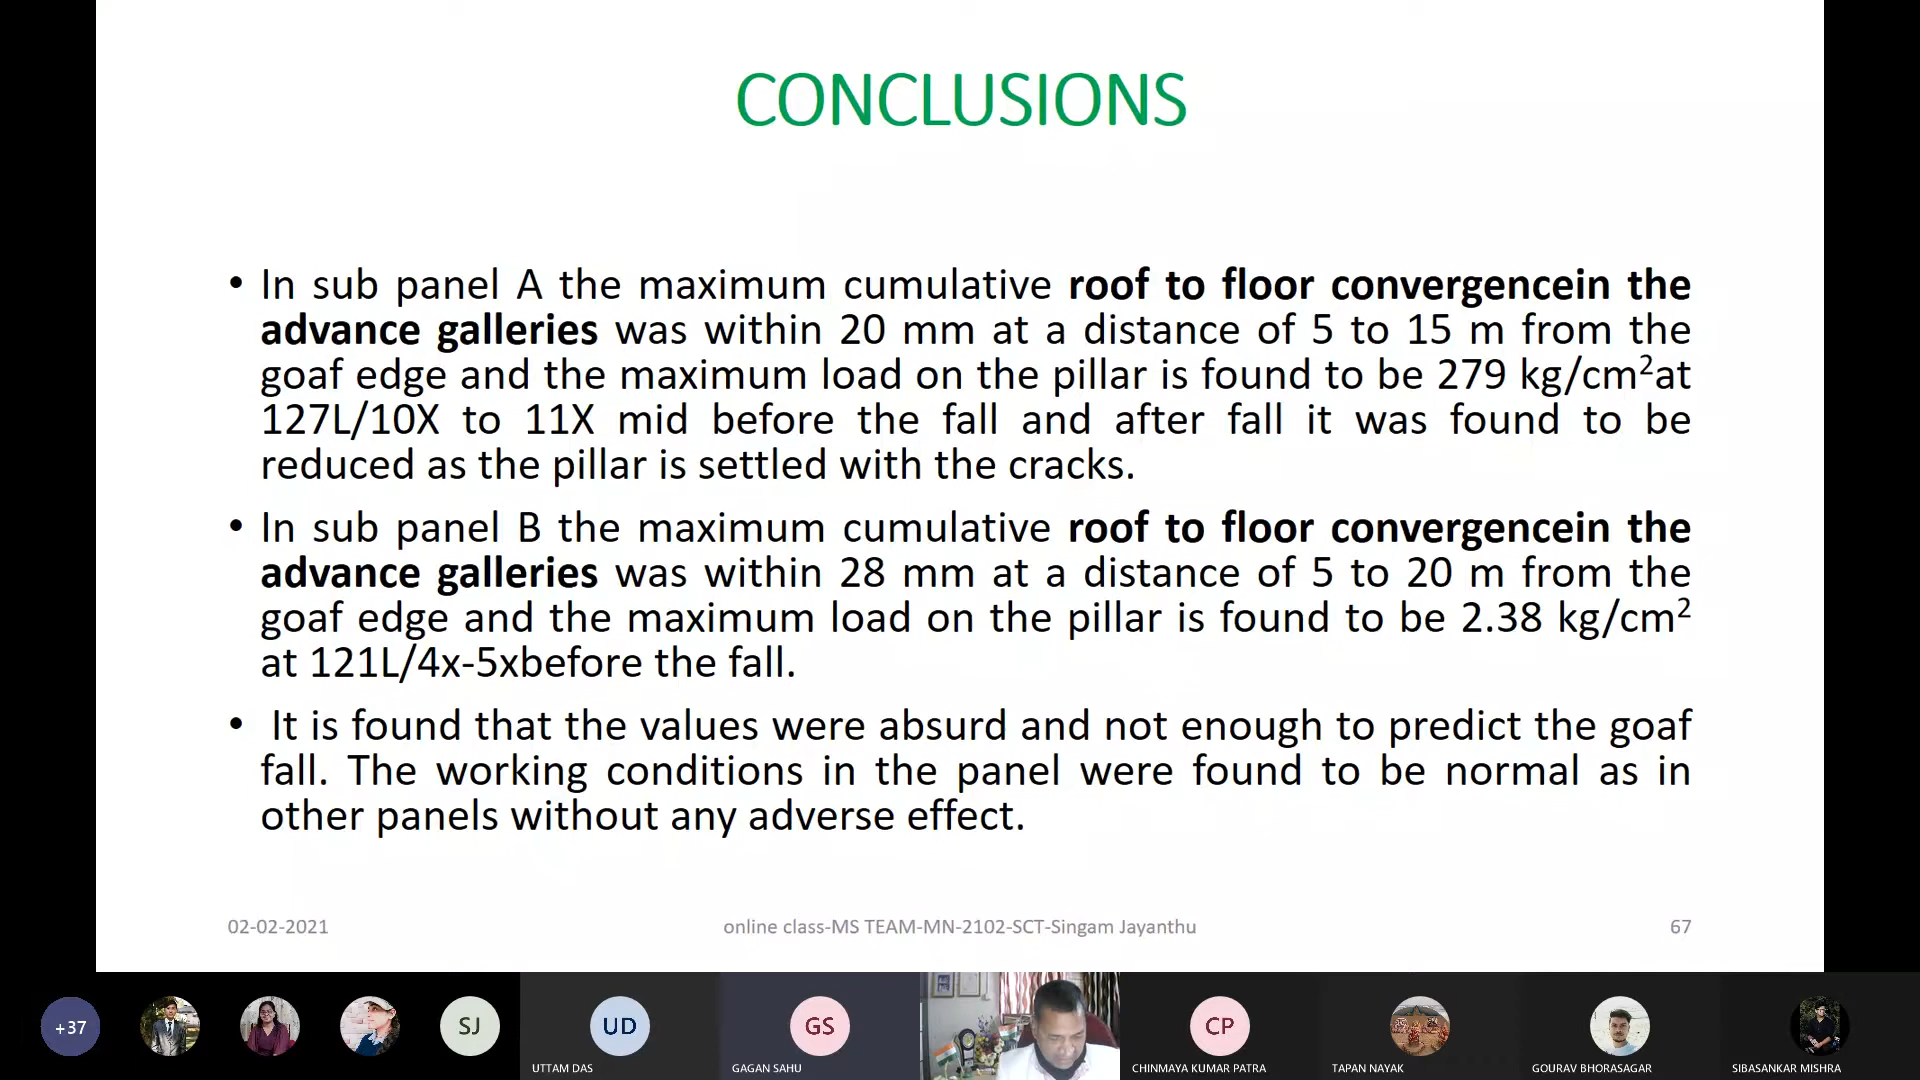 CONCLUSIONS
• In sub panel A the maximum cumulative roof to floor convergencein the
advance galleries was within 20 mm at a distance of 5 to 15 m from the
goaf edge and the maximum load on the pillar is found to be 279 kg/cm²at
127L/10X to 11X mid before the fall and after fall it was found to be
reduced as the pillar is settled with the cracks.
• In sub panel B the maximum cumulative roof to floor convergencein the
advance galleries was within 28 mm at a distance of 5 to 20 m from the
goaf edge and the maximum load on the pillar is found to be 2.38 kg/cm²
at 121L/4x-5xbefore the fall.
• It is found that the values were absurd and not enough to predict the goaf
fall. The working conditions in the panel were found to be normal as in
other panels without any adverse effect.
02-02-2021 online class-MS TEAM-MN-2102-SCT-Singam Jayanthu 67
+37 SJ UD GS CP
UTTAM DAS GAGAN SAHU CHINMAYA KUMAR PATRA TAPAN NAYAK GOURAV BHORASAGAR SIBASANKAR MISHRA